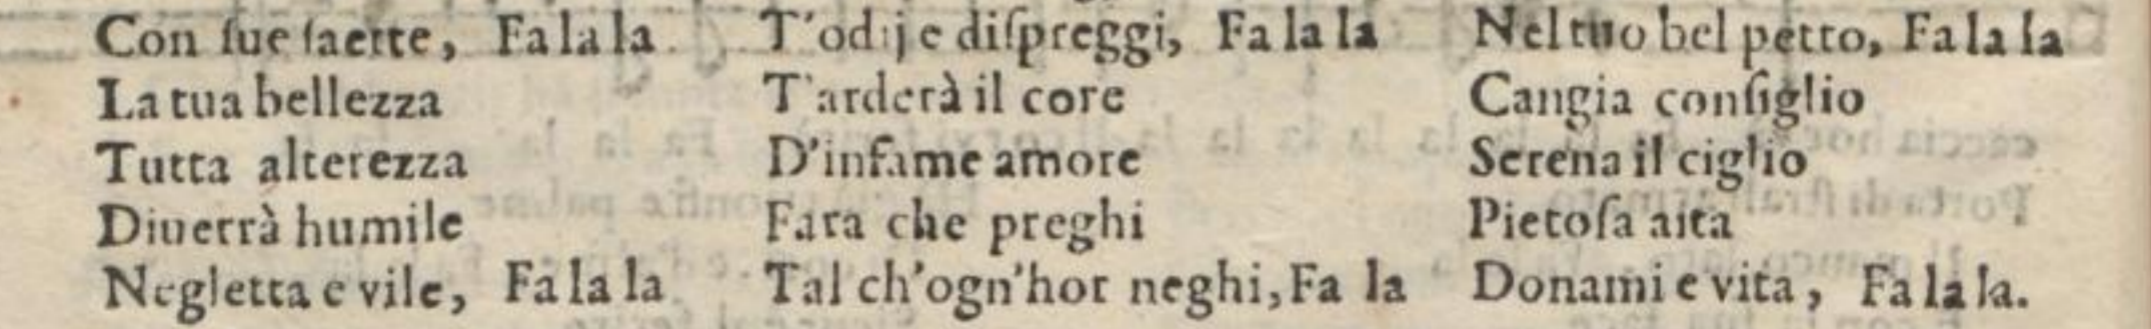 Con ſue ſaette, Fa la la
La tua bellezza
Tutta alterezza
Diuerrà humile
Negletta e vile, Fa la la
T'odij e diſpreggi, Fa la la
T'arderà il core
D'infame amore
Fara che preghi
Tal ch'ogn'hor neghi, Fa la
Nel tuo bel petto, Fa la la
Cangia conſiglio
Serena il ciglio
Pietoſa aita
Donami e vita, Fa la la.